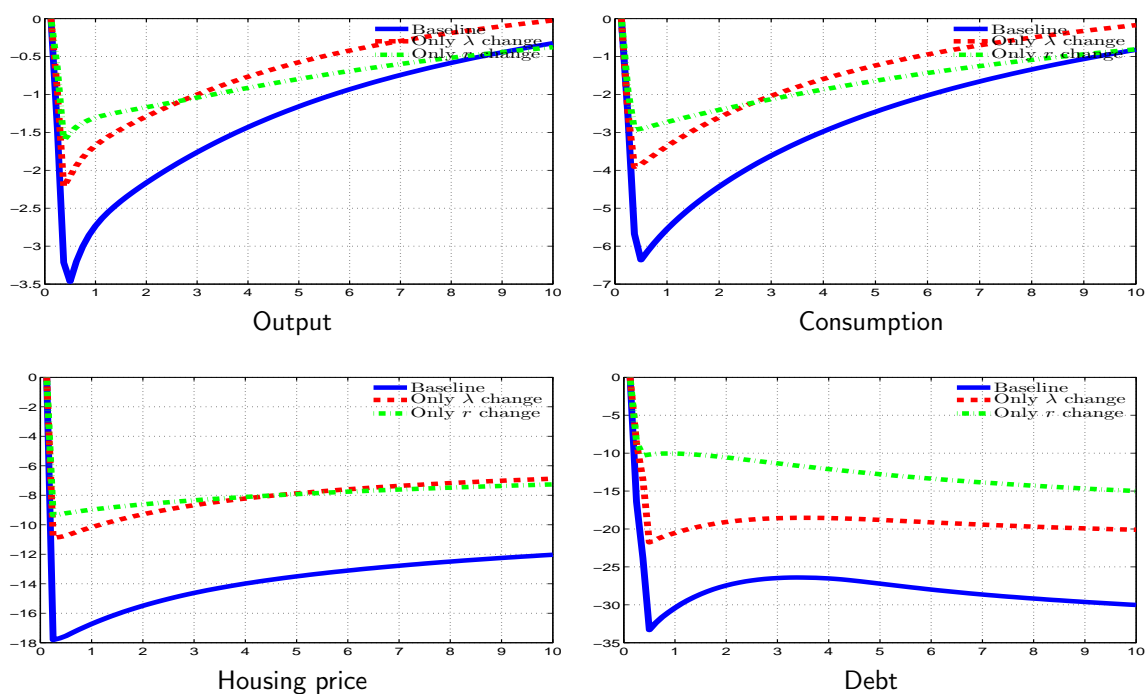 0
−0.5
−1
−1.5
−2
−2.5
−3
−3.5
0 1 2 3 4 5 6 7 8 9 10
Baseline
Only λ change
Only r change
Output
0
−1
−2
−3
−4
−5
−6
−7
0 1 2 3 4 5 6 7 8 9 10
Baseline
Only λ change
Only r change
Consumption
0
−2
−4
−6
−8
−10
−12
−14
−16
−18
0 1 2 3 4 5 6 7 8 9 10
Baseline
Only λ change
Only r change
Housing price
0
−5
−10
−15
−20
−25
−30
−35
0 1 2 3 4 5 6 7 8 9 10
Baseline
Only λ change
Only r change
Debt